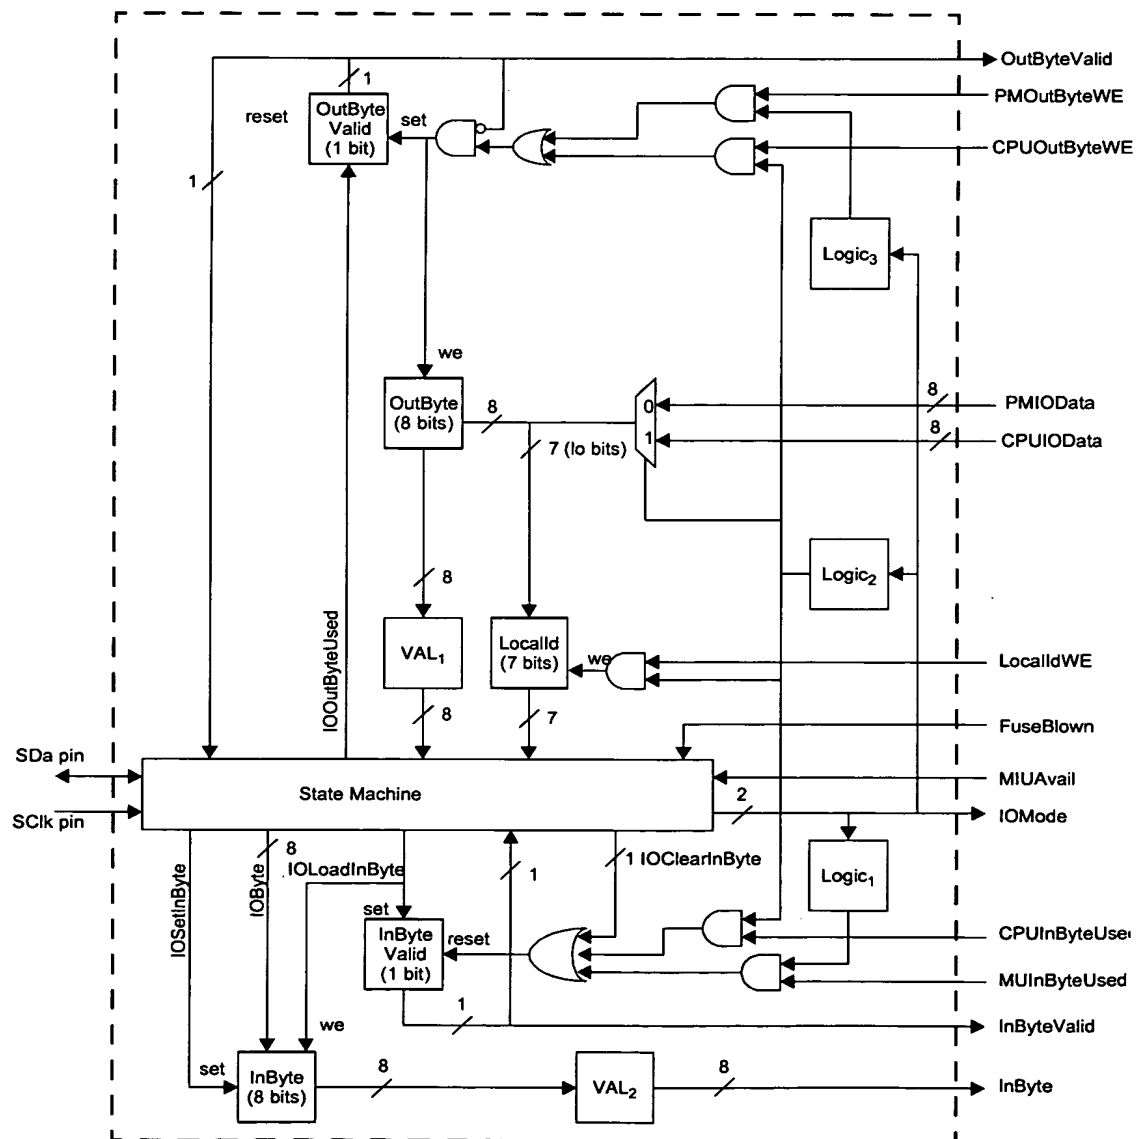 OutByteValid
1
PMOutByteWE
reset
OutByte
Valid
(1 bit)
set
CPUOutByteWE
1
Logic3
we
OutByte
(8 bits)
8
0
8
PMIOData
1
8
CPUIOData
7 (lo bits)
8
Logic2
IOOutByteUsed
VAL1
LocalId
(7 bits)
we
LocalIdWE
8
7
FuseBlown
SDa pin
State Machine
MIUAvail
2
SClk pin
IOMode
IOSetInByte
IOByte
8
IOLoadInByte
1
1 IOClearInByte
Logic1
set
InByte
Valid
(1 bit)
reset
CPUInByteUse
MUInByteUsed
1
InByteValid
we
set
InByte
(8 bits)
8
VAL2
8
InByte